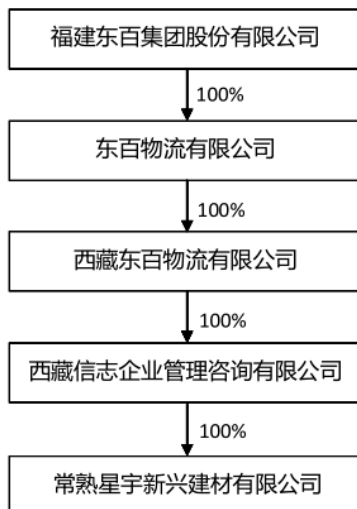 福建东百集团股份有限公司
100%
东百物流有限公司
100%
西藏东百物流有限公司
100%
西藏信志企业管理咨询有限公司
100%
常熟星宇新兴建材有限公司